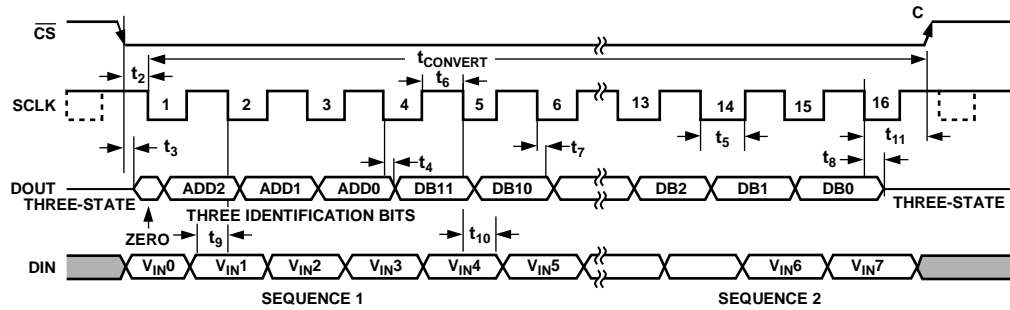 C
CS
tCONVERT
t2
t6
SCLK
1 2 3 4 5 6 13 14 15 16
t3
t4
t7
t5
t11
t8
DOUT
ADD2 ADD1 ADD0 DB11 DB10 DB2 DB1 DB0
THREE-STATE
THREE IDENTIFICATION BITS
THREE-STATE
ZERO
t9
t10
DIN
VIN0 VIN1 VIN2 VIN3 VIN4 VIN5 VIN6 VIN7
SEQUENCE 1
SEQUENCE 2